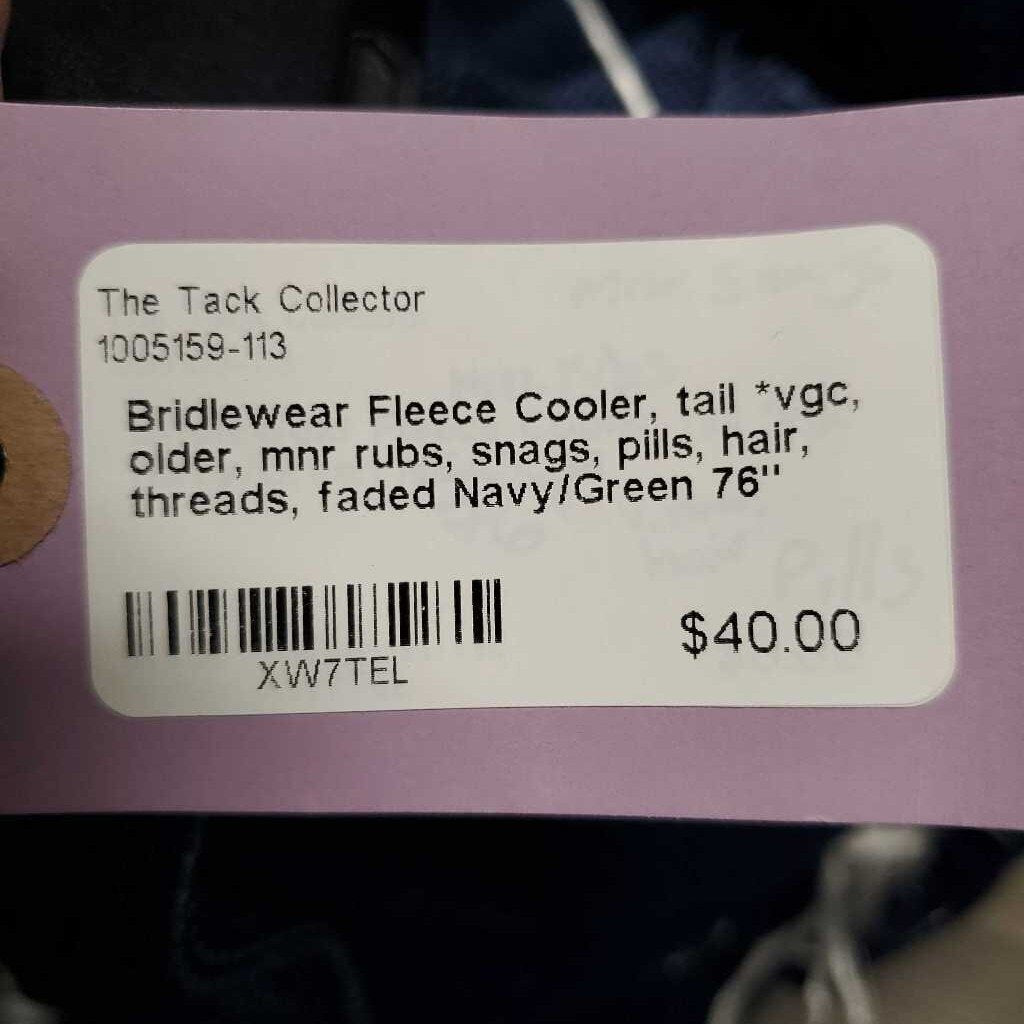 The Tack Collector
1005159-113
Bridlewear Fleece Cooler, tail *vgc,
older, mnr rubs, snags, pills, hair,
threads, faded Navy/Green 76"
XW7TEL
$40.00